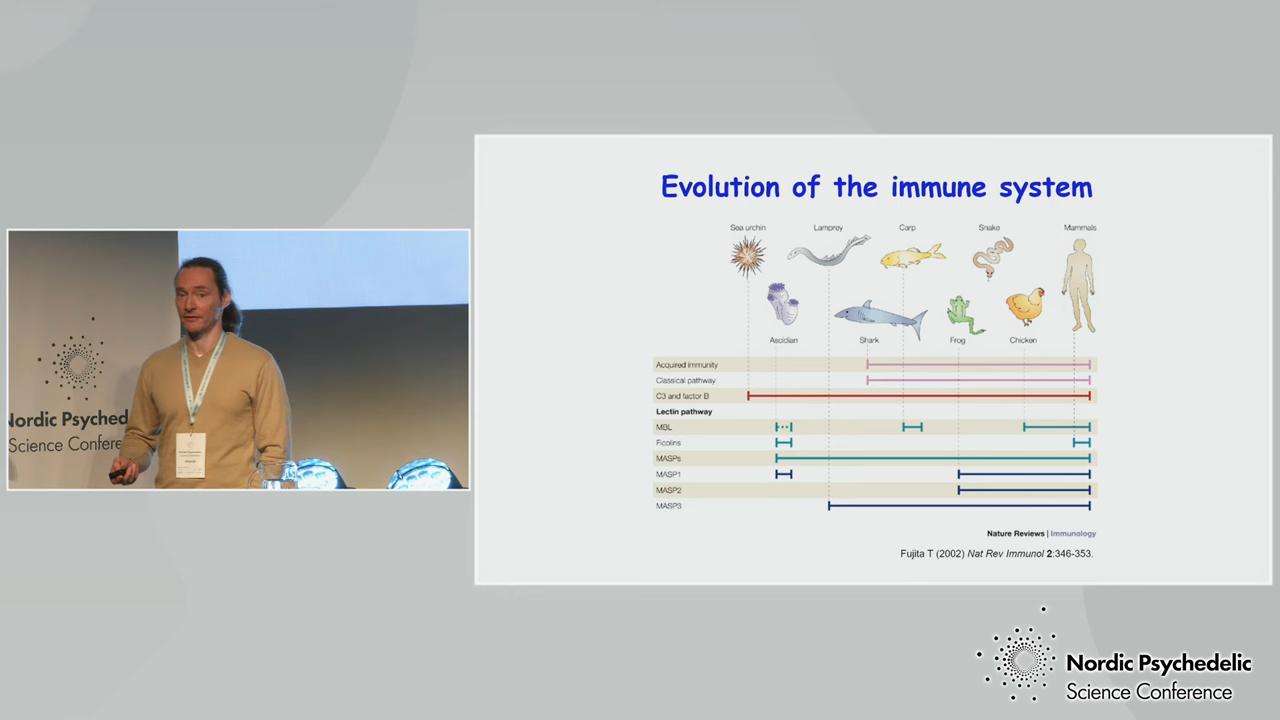 Evolution of the immune system
Sea urchin
Lamprey
Carp
Snake
Mammals
Ascidian
Shark
Frog
Chicken
Acquired immunity
Classical pathway
C3 and factor B
Lectin pathway
MBL
Ficolins
MASPs
MASP1
MASP2
MASP3
Nature Reviews | Immunology
Fujita T (2002) Nat Rev Immunol 2:346-353.
Nordic Psyched
Science Confere
Nordic Psychedelic
Science Conference